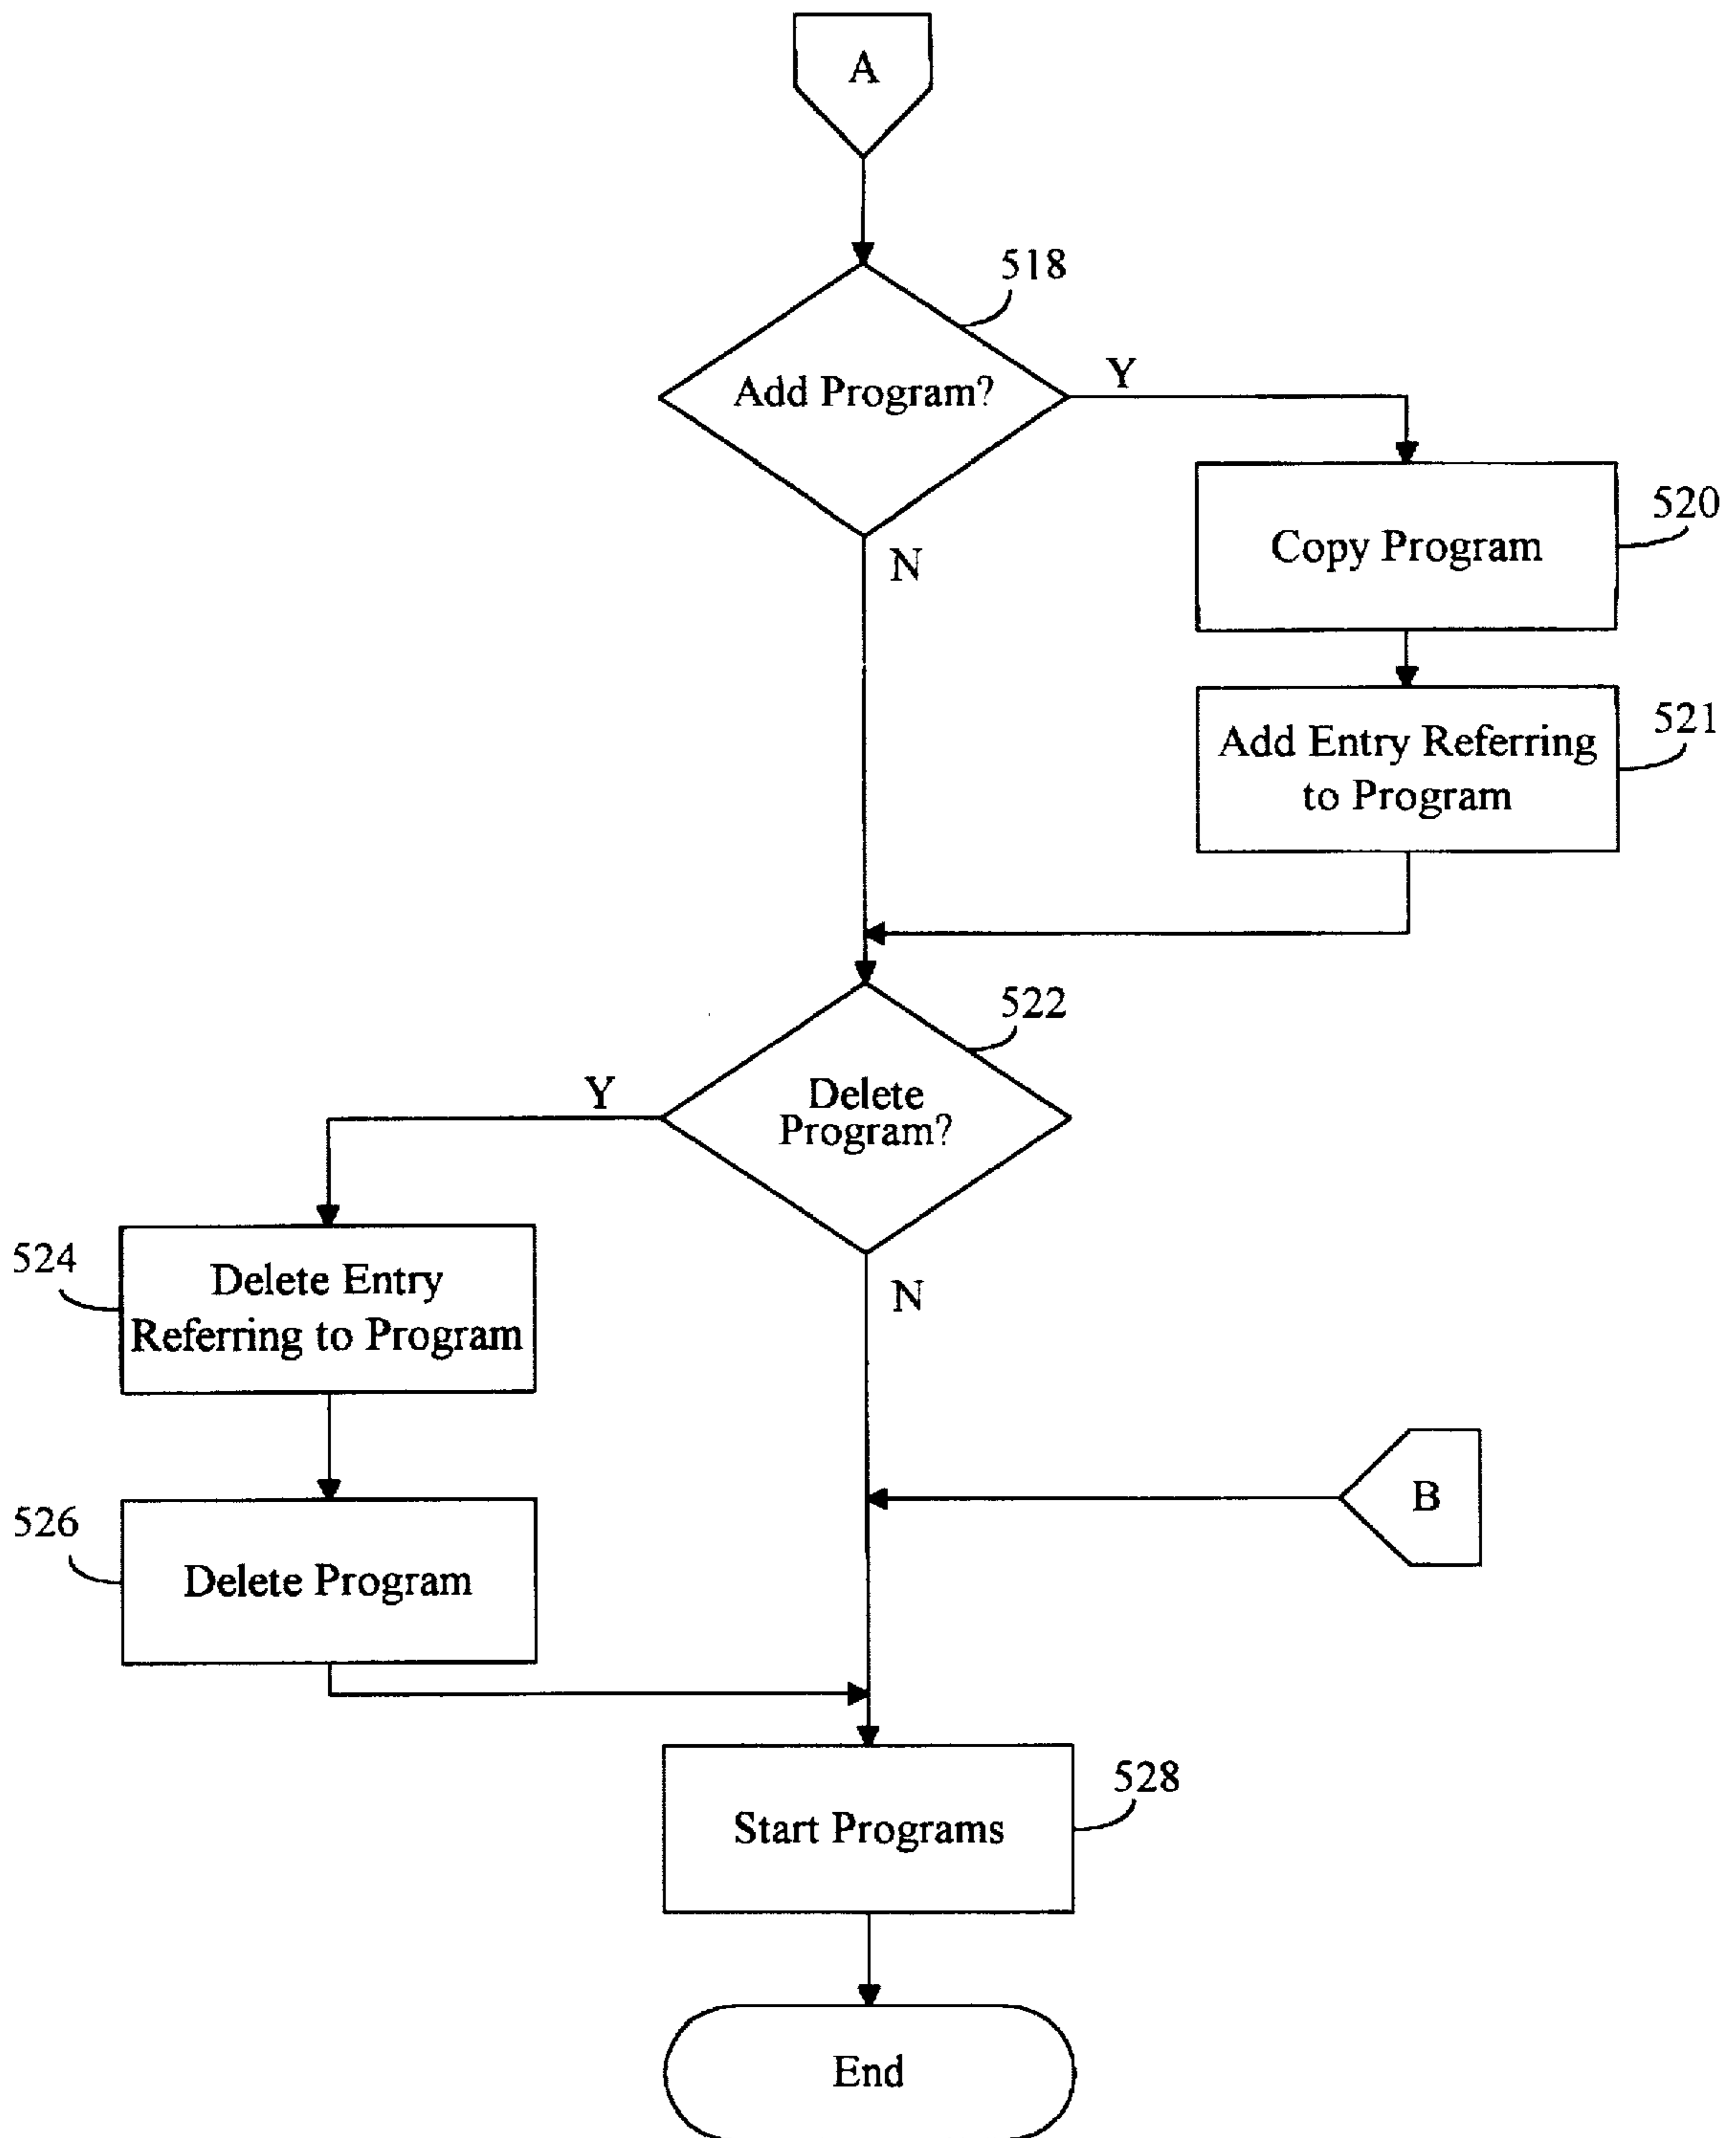 A
518
Add Program?
Y
N
520
Copy Program
521
Add Entry Referring
to Program
522
Delete
Program?
Y
N
524
Delete Entry
Referring to Program
B
526
Delete Program
528
Start Programs
End